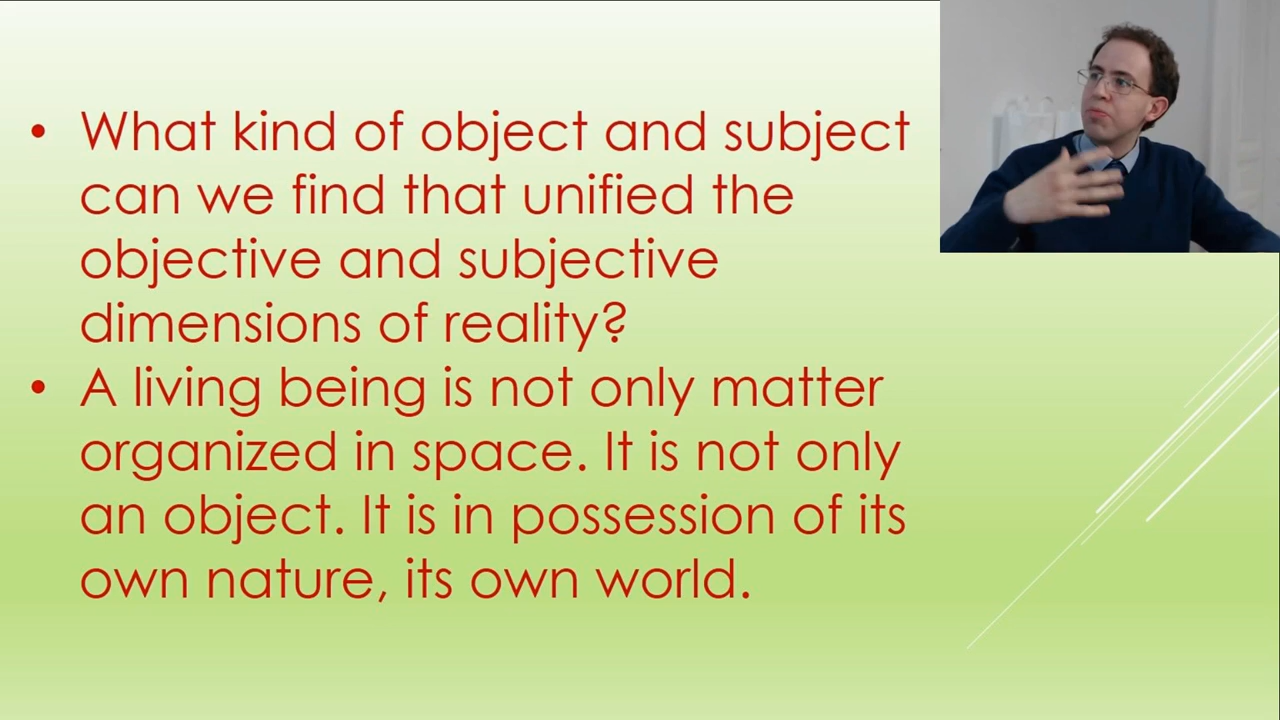 • What kind of object and subject
can we find that unified the
objective and subjective
dimensions of reality?
• A living being is not only matter
organized in space. It is not only
an object. It is in possession of its
own nature, its own world.